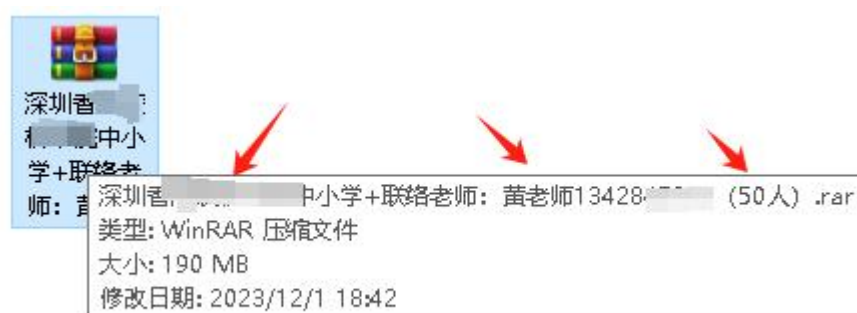 深圳香
中小
学+联络老
师：黄
深圳香 中小学+联络老师：黄老师13428 (50人) .rar
类型: WinRAR 压缩文件
大小: 190 MB
修改日期: 2023/12/1 18:42